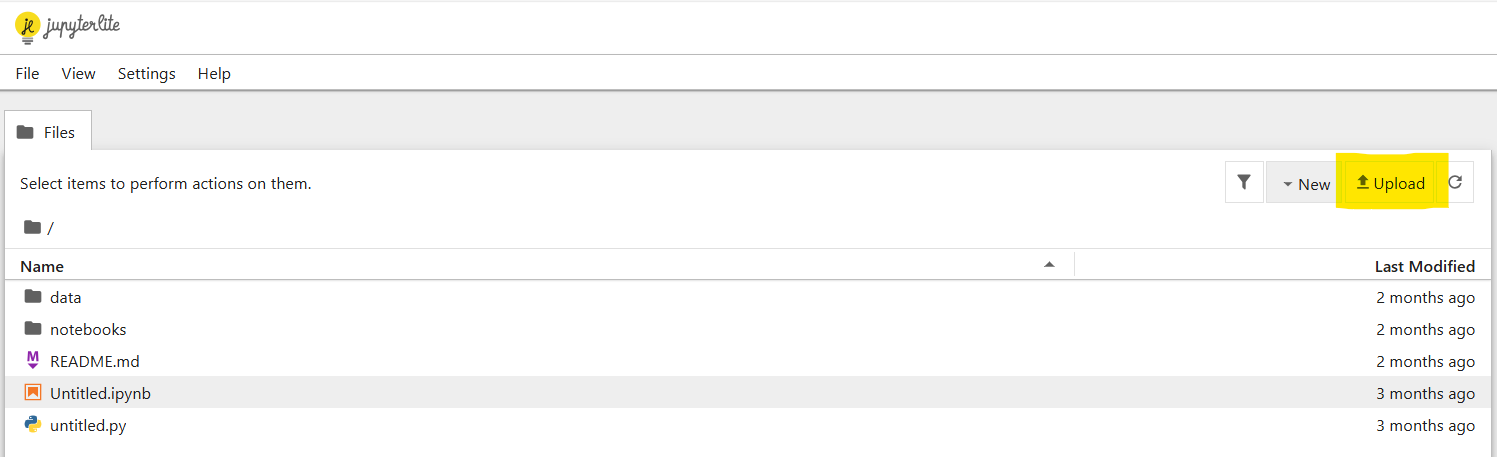 jupyterlite
File View Settings Help
Files
Select items to perform actions on them.
New Upload
/
Name Last Modified
data 2 months ago
notebooks 2 months ago
README.md 2 months ago
Untitled.ipynb 3 months ago
untitled.py 3 months ago